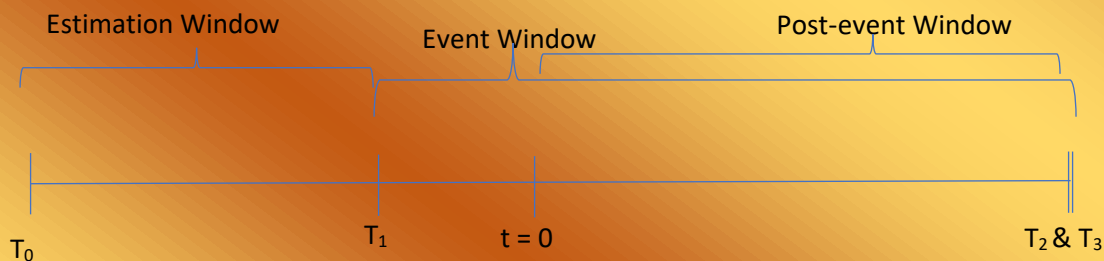 Estimation Window
Event Window
Post-event Window
T₀
T₁
t = 0
T₂ & T₃